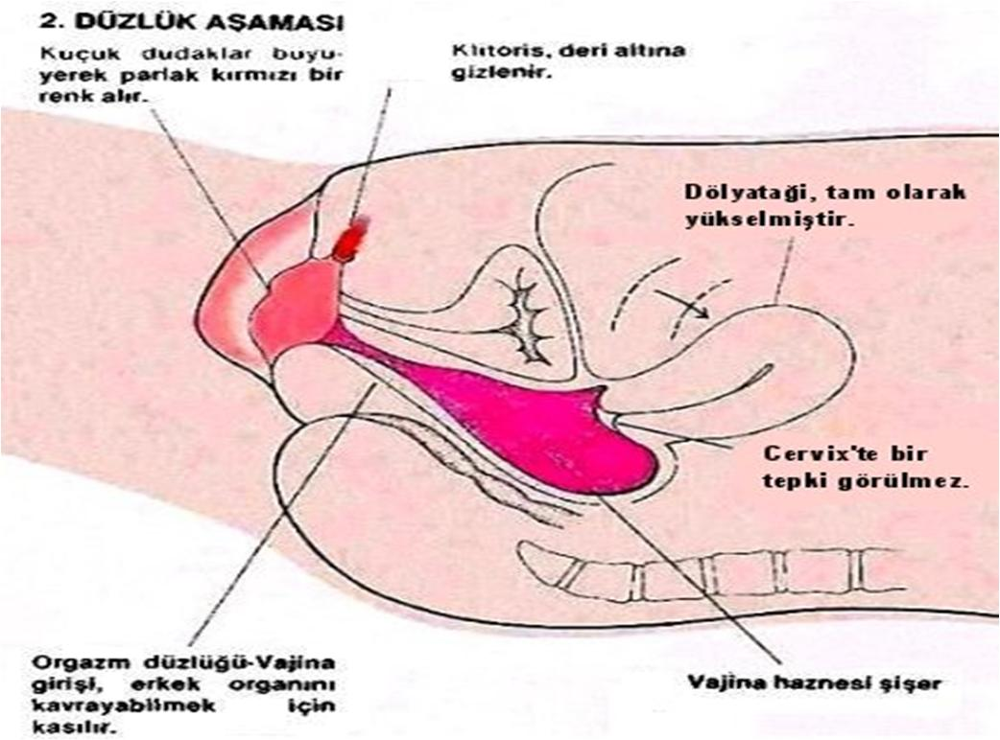 2. DÜZLÜK AŞAMASI
Kuçuk dudaklar buyu-
yerek parlak kırmızı bir
renk alır.
Klitoris, deri altına
gizlenir.
Dölyataği, tam olarak
yükselmiştir.
Cervix'te bir
tepki görülmez.
Orgazm düzlüğü-Vajina
girişi, erkek organını
kavrayabilmek için
kasılır.
Vajina haznesi şişer